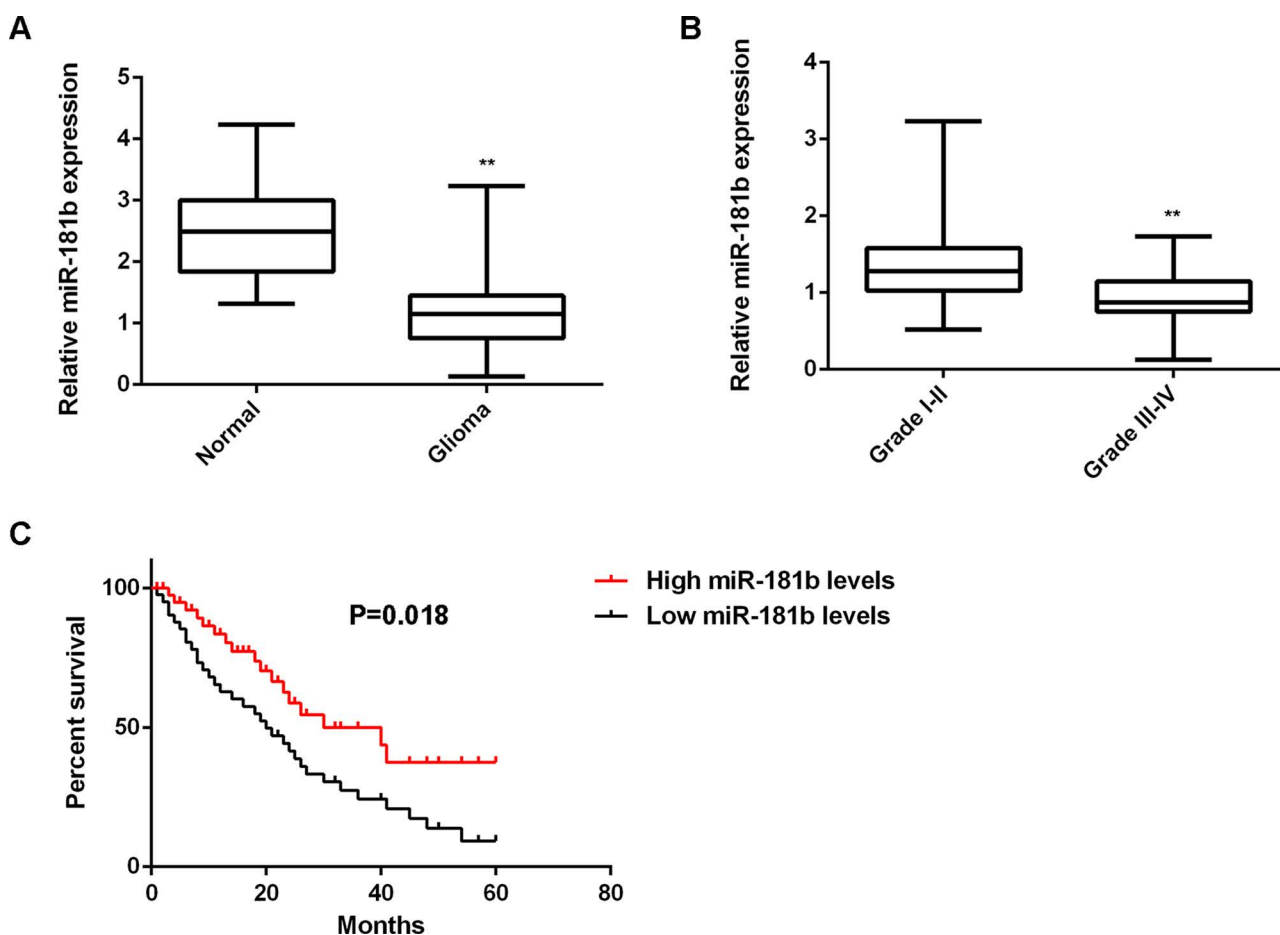 A
Relative miR-181b expression
5
4
3
2
1
0
**
Normal
Glioma
B
Relative miR-181b expression
4
3
2
1
0
**
Grade I-II
Grade III-IV
C
Percent survival
100
50
0
P=0.018
High miR-181b levels
Low miR-181b levels
0 20 40 60 80
Months